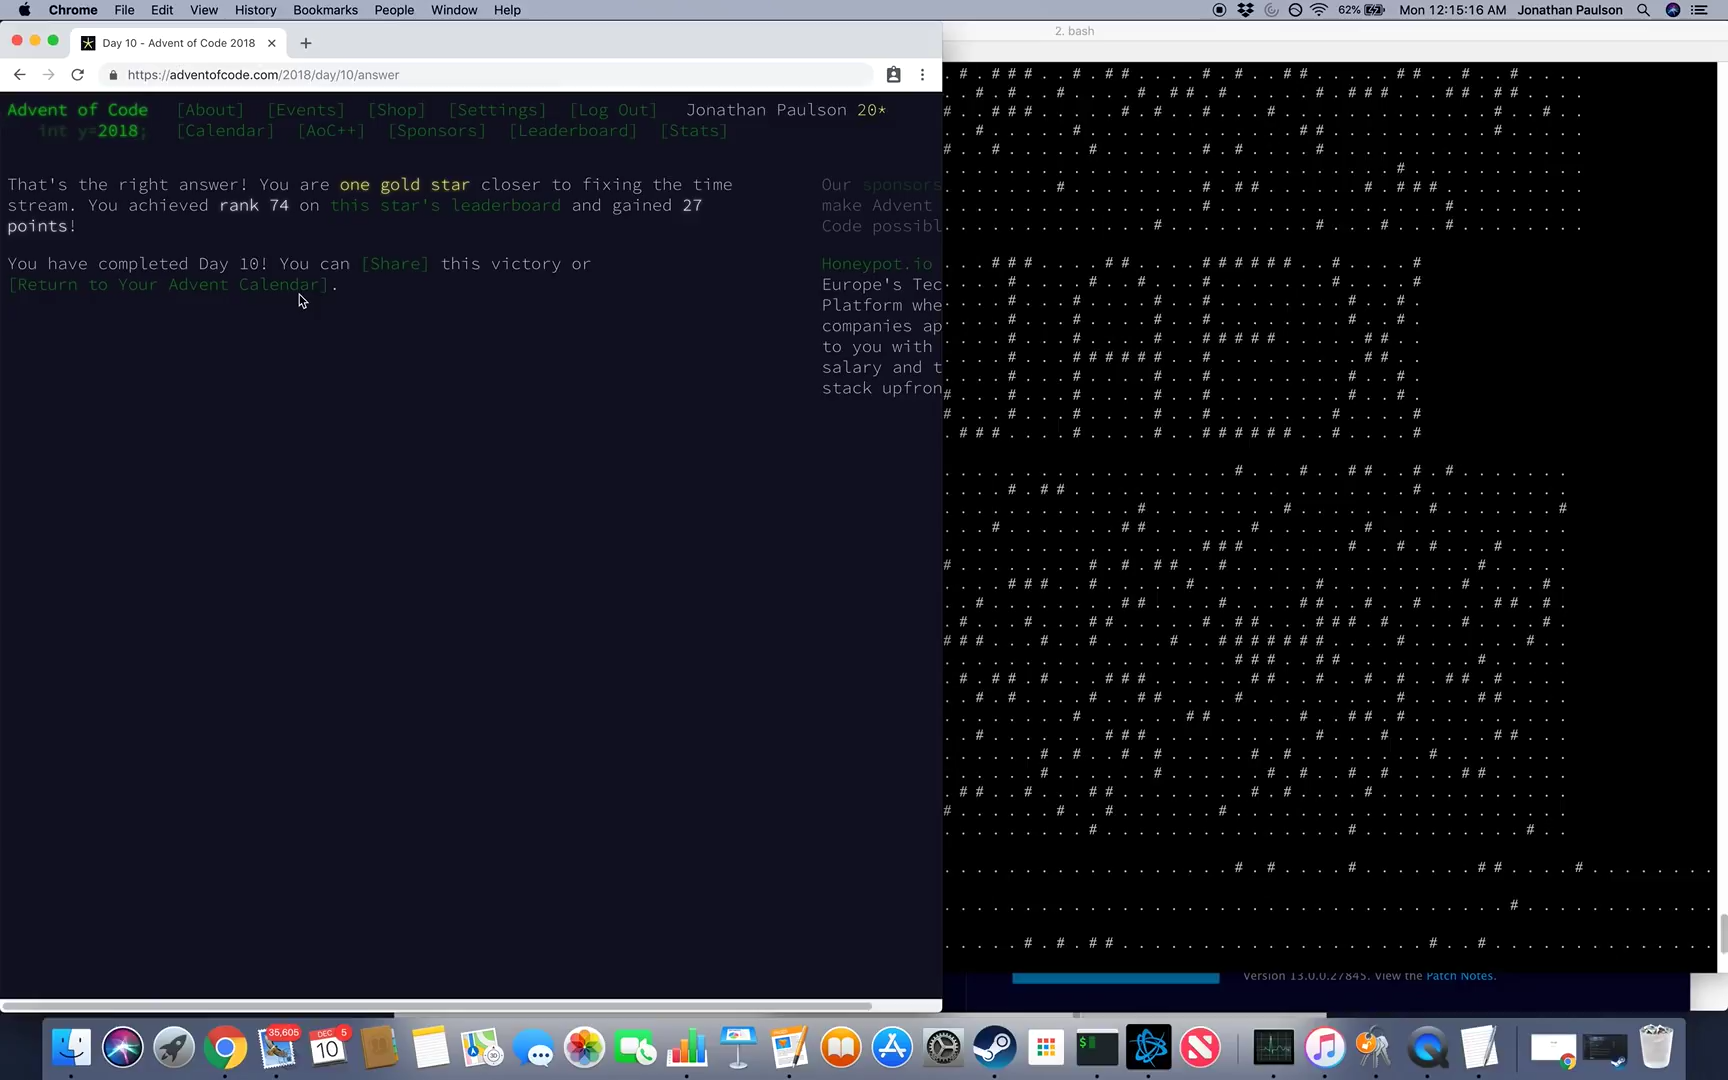 Chrome File Edit View History Bookmarks People Window Help
62% Mon 12:15:16 AM Jonathan Paulson
Day 10 - Advent of Code 2018
2. bash
https://adventofcode.com/2018/day/10/answer
Advent of Code [About] [Events] [Shop] [Settings] [Log Out] Jonathan Paulson 20*
int y=2018; [Calendar] [AoC++] [Sponsors] [Leaderboard] [Stats]
That's the right answer! You are one gold star closer to fixing the time
stream. You achieved rank 74 on this star's leaderboard and gained 27
points!
You have completed Day 10! You can [Share] this victory or
[Return to Your Advent Calendar].
Our sponsors
make Advent
Code possibl
Honeypot.io
Europe's Tec
Platform whe
companies ap
to you with
salary and t
stack upfron
Version 13.0.0.27845. View the Patch Notes.
35,605
DEC 5
10